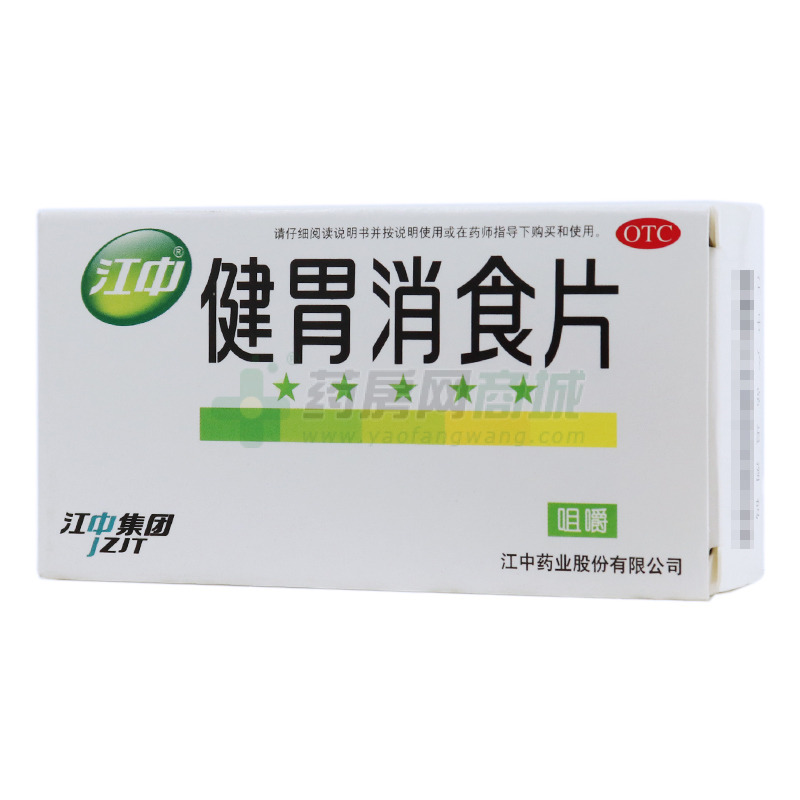 请仔细阅读说明书并按说明使用或在药师指导下购买和使用。
OTC
江中®
健胃消食片
药房网商城
www.yaofangwang.com
江中集团
JZJT
咀嚼
江中药业股份有限公司